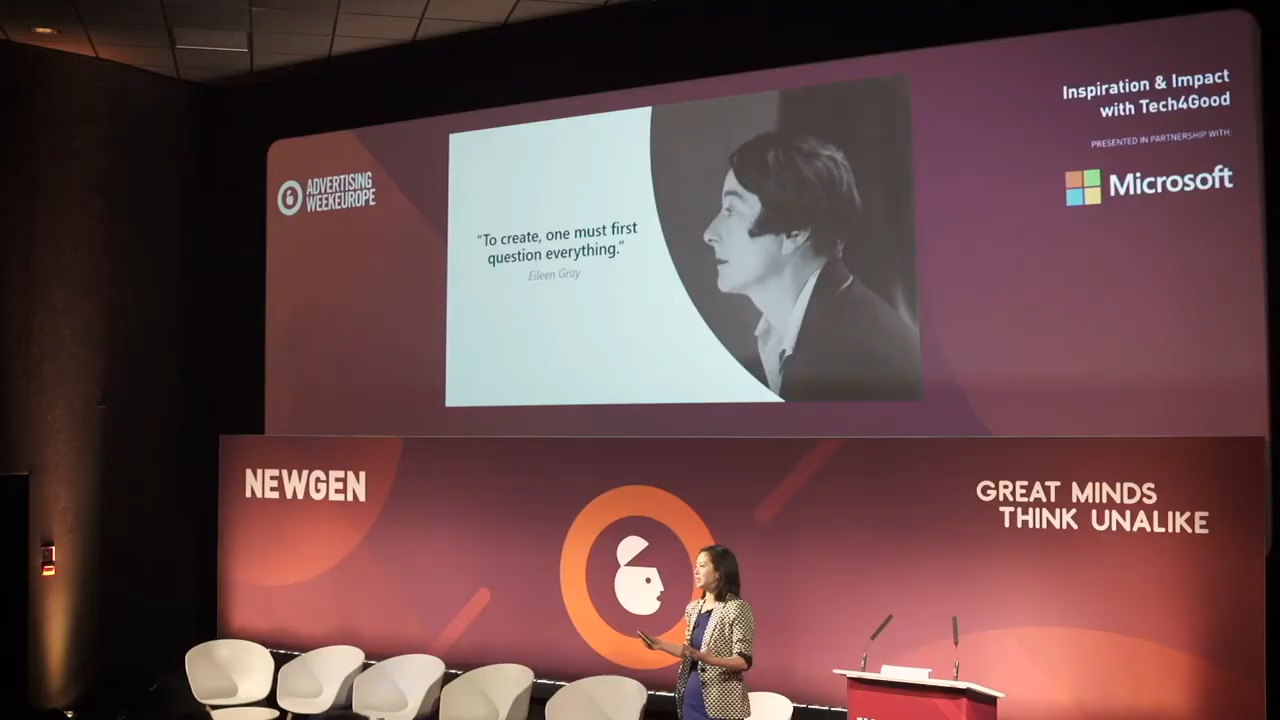 Inspiration & Impact
with Tech4Good
PRESENTED IN PARTNERSHIP WITH:
Microsoft
ADVERTISING
WEEKEUROPE
“To create, one must first
question everything.”
Eileen Gray
NEWGEN
GREAT MINDS
THINK UNALIKE